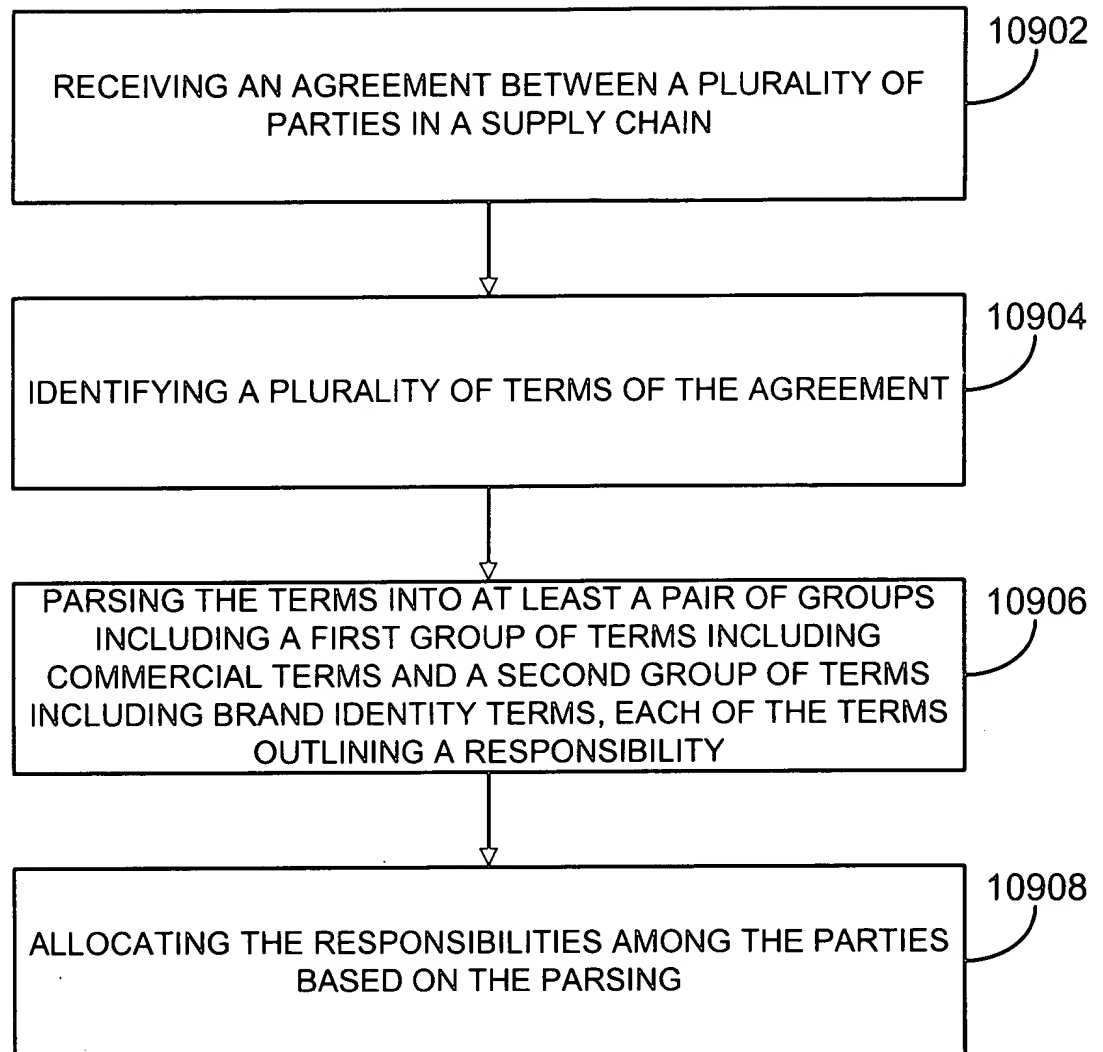 10902
RECEIVING AN AGREEMENT BETWEEN A PLURALITY OF
PARTIES IN A SUPPLY CHAIN
10904
IDENTIFYING A PLURALITY OF TERMS OF THE AGREEMENT
10906
PARSING THE TERMS INTO AT LEAST A PAIR OF GROUPS
INCLUDING A FIRST GROUP OF TERMS INCLUDING
COMMERCIAL TERMS AND A SECOND GROUP OF TERMS
INCLUDING BRAND IDENTITY TERMS, EACH OF THE TERMS
OUTLINING A RESPONSIBILITY
10908
ALLOCATING THE RESPONSIBILITIES AMONG THE PARTIES
BASED ON THE PARSING